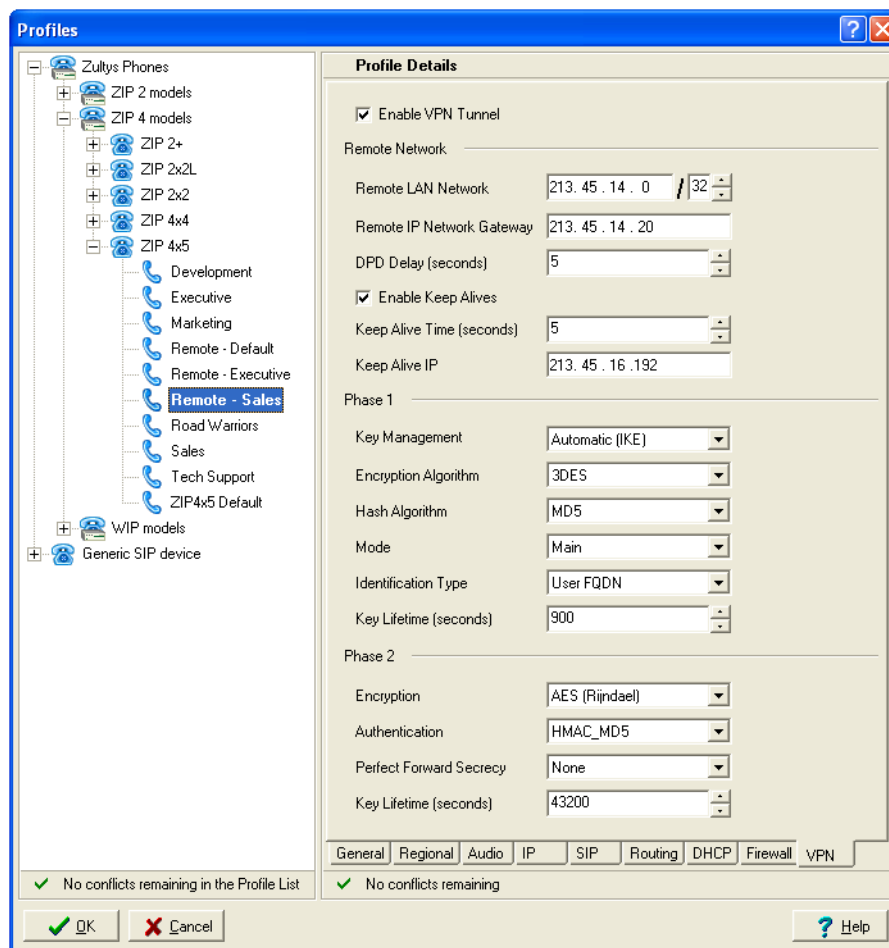 Profiles
Zultys Phones
ZIP 2 models
ZIP 4 models
ZIP 2+
ZIP 2x2L
ZIP 2x2
ZIP 4x4
ZIP 4x5
Development
Executive
Marketing
Remote - Default
Remote - Executive
Remote - Sales
Road Warriors
Sales
Tech Support
ZIP4x5 Default
WIP models
Generic SIP device
No conflicts remaining in the Profile List
Profile Details
Enable VPN Tunnel
Remote Network
Remote LAN Network 213. 45 . 14 . 0 / 32
Remote IP Network Gateway 213. 45 . 14 . 20
DPD Delay (seconds) 5
Enable Keep Alives
Keep Alive Time (seconds) 5
Keep Alive IP 213. 45 . 16 .192
Phase 1
Key Management Automatic (IKE)
Encryption Algorithm 3DES
Hash Algorithm MD5
Mode Main
Identification Type User FQDN
Key Lifetime (seconds) 900
Phase 2
Encryption AES (Rijndael)
Authentication HMAC_MD5
Perfect Forward Secrecy None
Key Lifetime (seconds) 43200
General Regional Audio IP SIP Routing DHCP Firewall VPN
No conflicts remaining
OK Cancel ? Help